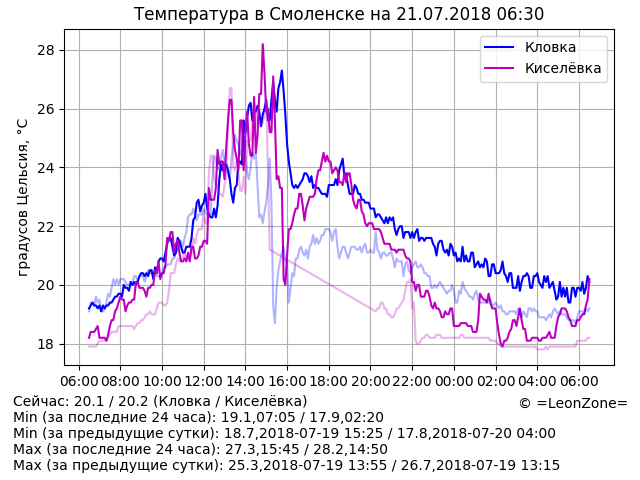 Температура в Смоленске на 21.07.2018 06:30
градусов Цельсия, °C
28
26
24
22
20
18
Кловка
Киселёвка
06:00 08:00 10:00 12:00 14:00 16:00 18:00 20:00 22:00 00:00 02:00 04:00 06:00
Сейчас: 20.1 / 20.2 (Кловка / Киселёвка)
© =LeonZone=
Min (за последние 24 часа): 19.1,07:05 / 17.9,02:20
Min (за предыдущие сутки): 18.7,2018-07-19 15:25 / 17.8,2018-07-20 04:00
Max (за последние 24 часа): 27.3,15:45 / 28.2,14:50
Max (за предыдущие сутки): 25.3,2018-07-19 13:55 / 26.7,2018-07-19 13:15